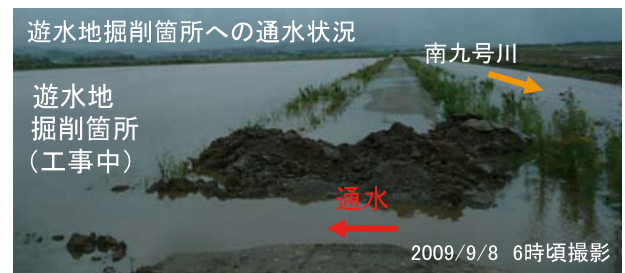 遊水地掘削箇所への通水状況
南九号川
遊水地
掘削箇所
(工事中)
通水
2009/9/8 6時頃撮影